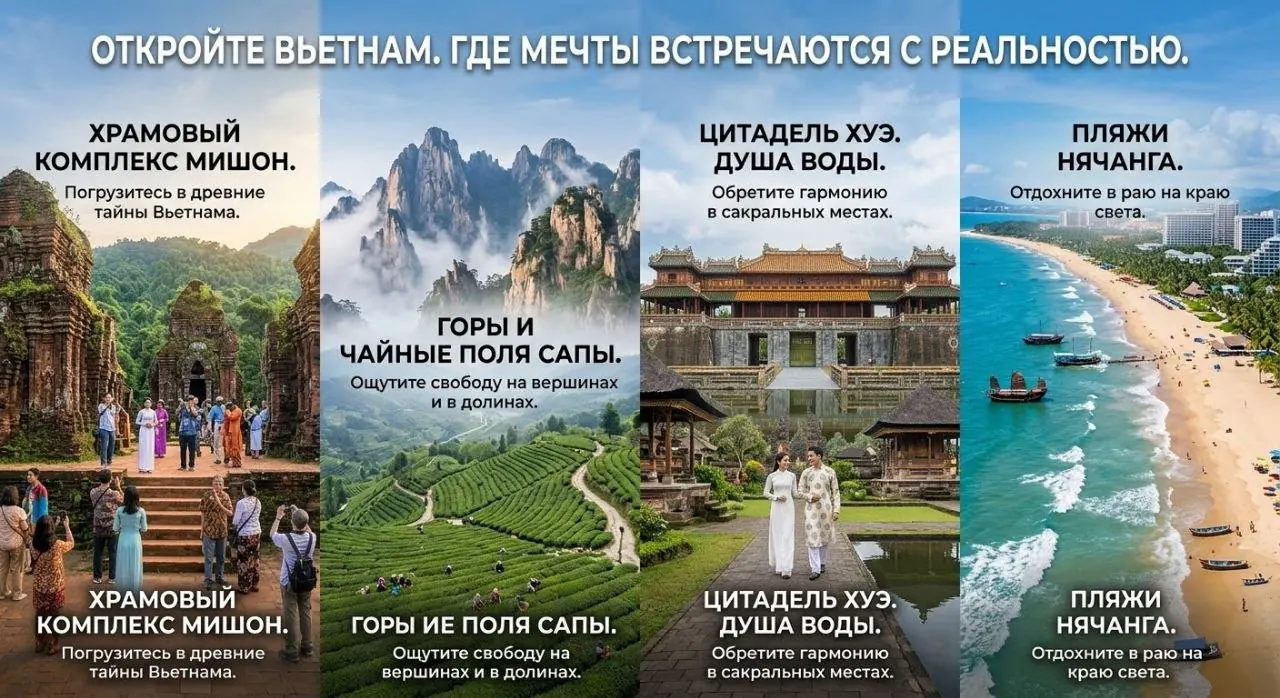 ОТКРОЙТЕ ВЬЕТНАМ. ГДЕ МЕЧТЫ ВСТРЕЧАЮТСЯ С РЕАЛЬНОСТЬЮ.
ХРАМОВЫЙ
КОМПЛЕКС МИШОН.
Погрузитесь в древние
тайны Вьетнама.
ХРАМОВЫЙ
КОМПЛЕКС МИШОН.
Погрузитесь в древние
тайны Вьетнама.
ГОРЫ И
ЧАЙНЫЕ ПОЛЯ САПЫ.
Ощутите свободу на вершинах
и в долинах.
ГОРЫ ИЕ ПОЛЯ САПЫ.
Ощутите свободу на
вершинах и в долинах.
ЦИТАДЕЛЬ ХУЭ.
ДУША ВОДЫ.
Обретите гармонию
в сакральных местах.
ЦИТАДЕЛЬ ХУЭ.
ДУША ВОДЫ.
Обретите гармонию
в сакральных местах.
ПЛЯЖИ
НЯЧАНГА.
Отдохните в раю на краю
света.
ПЛЯЖИ
НЯЧАНГА.
Отдохните в раю на
краю света.